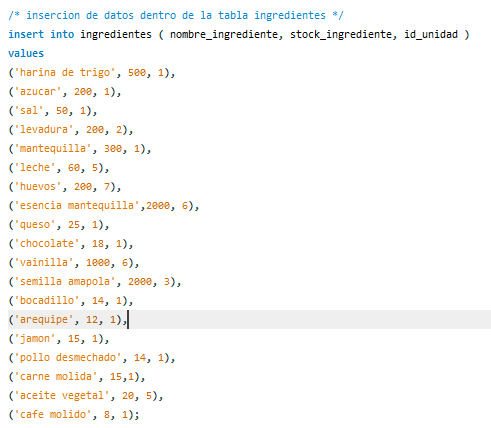 /* insercion de datos dentro de la tabla ingredientes */
insert into ingredientes ( nombre_ingrediente, stock_ingrediente, id_unidad )
values
('harina de trigo', 500, 1),
('azucar', 200, 1),
('sal', 50, 1),
('levadura', 200, 2),
('mantequilla', 300, 1),
('leche', 60, 5),
('huevos', 200, 7),
('esencia mantequilla',2000, 6),
('queso', 25, 1),
('chocolate', 18, 1),
('vainilla', 1000, 6),
('semilla amapola', 2000, 3),
('bocadillo', 14, 1),
('arequipe', 12, 1),
('jamon', 15, 1),
('pollo desmechado', 14, 1),
('carne molida', 15,1),
('aceite vegetal', 20, 5),
('cafe molido', 8, 1);